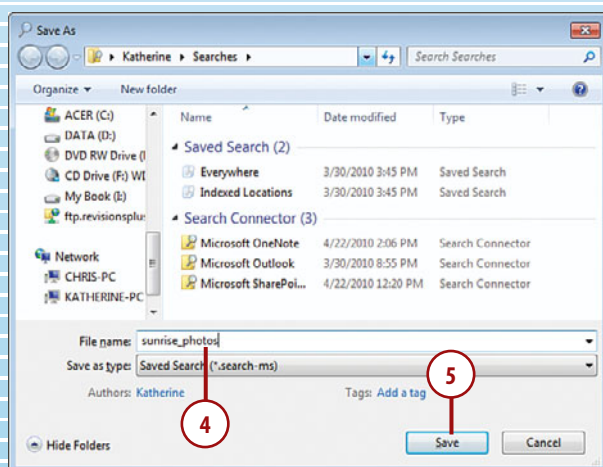 Save As
Katherine ▸ Searches ▸
Search Searches
Organize ▾ New folder
ACER (C:)
DATA (D:)
DVD RW Drive (
CD Drive (F:) WI
My Book (I:)
ftp.revisionsplu
Network
CHRIS-PC
KATHERINE-PC
Name Date modified Type
Saved Search (2)
Everywhere 3/30/2010 3:45 PM Saved Search
Indexed Locations 3/30/2010 3:45 PM Saved Search
Search Connector (3)
Microsoft OneNote 4/22/2010 2:06 PM Search Connector
Microsoft Outlook 3/30/2010 8:55 PM Search Connector
Microsoft SharePoi... 4/22/2010 12:20 PM Search Connector
File name: sunrise_photos
Save as type: Saved Search (*.search-ms)
Authors: Katherine Tags: Add a tag
4
5
Hide Folders
Save Cancel